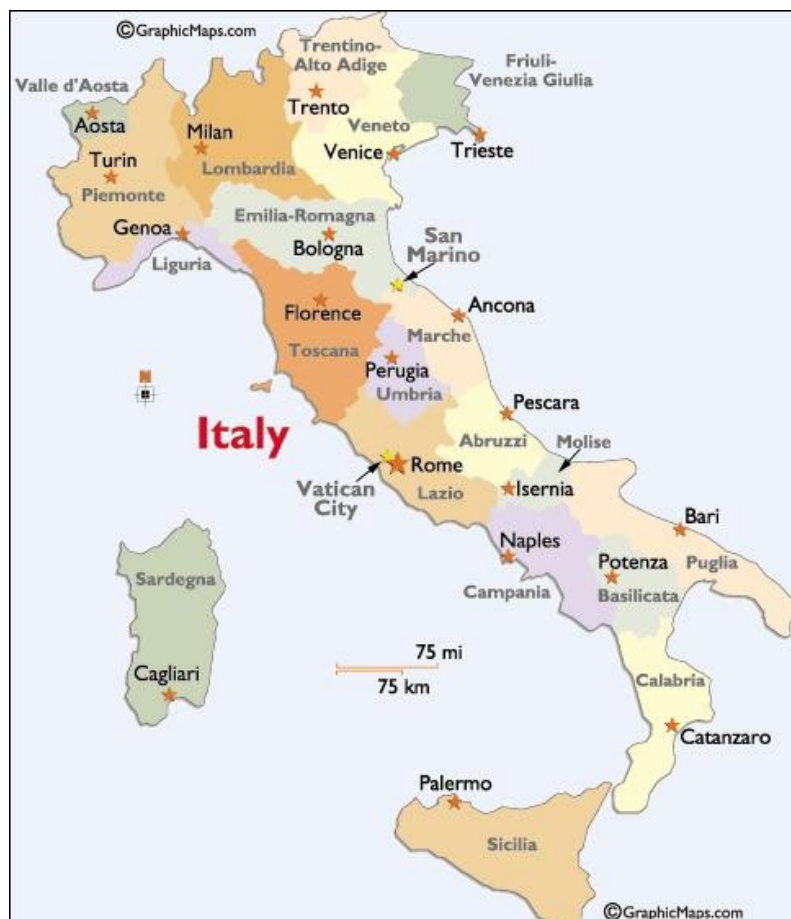 ©GraphicMaps.com
Trentino-
Alto Adige
Friuli-
Venezia Giulia
Valle d'Aosta
Trento
Aosta
Milan
Veneto
Turin
Venice
Trieste
Lombardia
Piemonte
Emilia-Romagna
Genoa
Bologna
San
Marino
Liguria
Florence
Ancona
Marche
Toscana
Perugia
N
Umbria
Pescara
Italy
Abruzzi
Molise
Rome
Vatican
City
Lazio
Isernia
Bari
Naples
Potenza
Puglia
Sardegna
Campania
Basilicata
75 mi
75 km
Cagliari
Calabria
Catanzaro
Palermo
Sicilia
©GraphicMaps.com